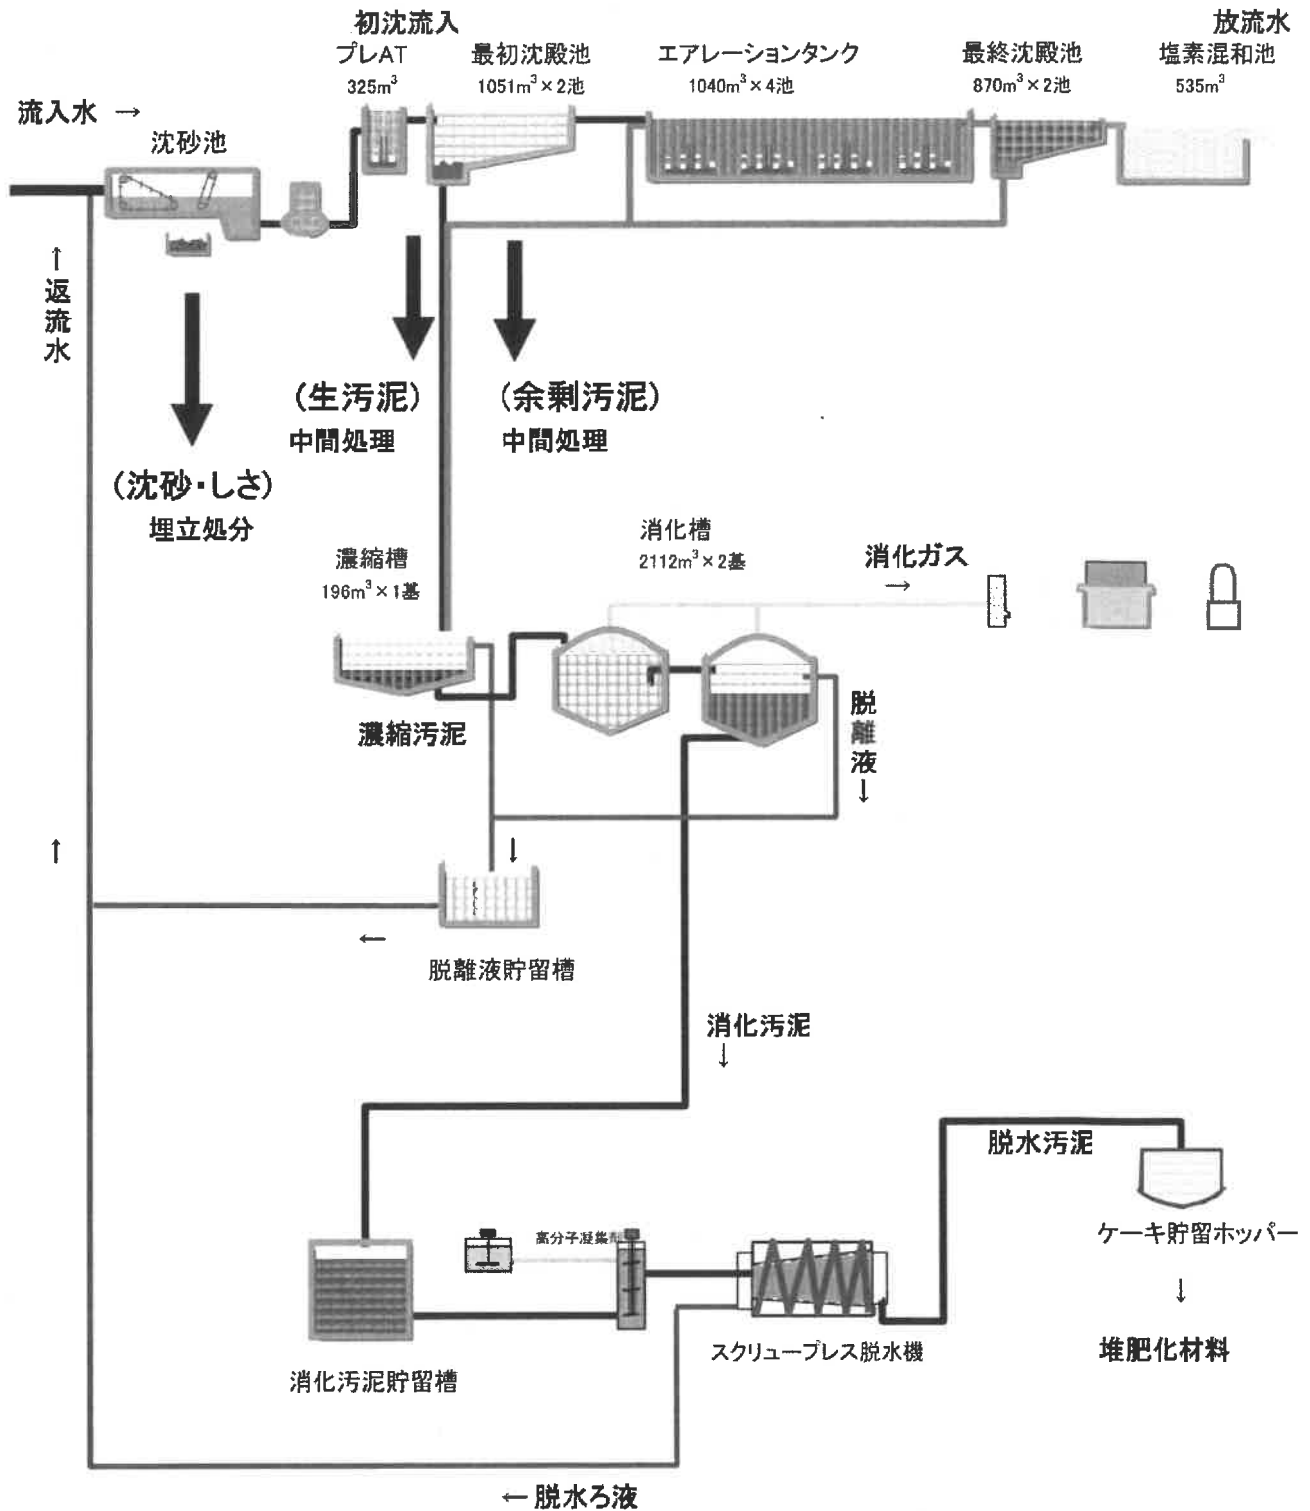 初沈流入
放流水
プレAT
最初沈殿池
エアレーションタンク
最終沈殿池
塩素混和池
325m³
1051m³×2池
1040m³×4池
870m³×2池
535m³
流入水 →
沈砂池
↑
返流水
(生汚泥)
中間処理
(余剰汚泥)
中間処理
(沈砂・しさ)
埋立処分
濃縮槽
196m³×1基
消化槽
2112m³×2基
消化ガス
→
濃縮汚泥
脱離液
↓
↑
↓
←
脱離液貯留槽
消化汚泥
↓
脱水汚泥
ケーキ貯留ホッパー
↓
堆肥化材料
高分子凝集剤
スクリュープレス脱水機
消化汚泥貯留槽
← 脱水ろ液